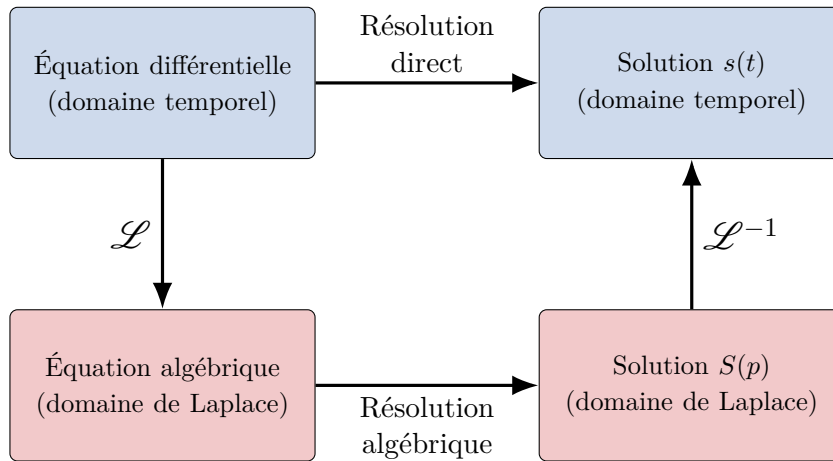 Équation différentielle
(domaine temporel)
Résolution
direct
Solution s(t)
(domaine temporel)
ℒ
ℒ⁻¹
Équation algébrique
(domaine de Laplace)
Résolution
algébrique
Solution S(p)
(domaine de Laplace)